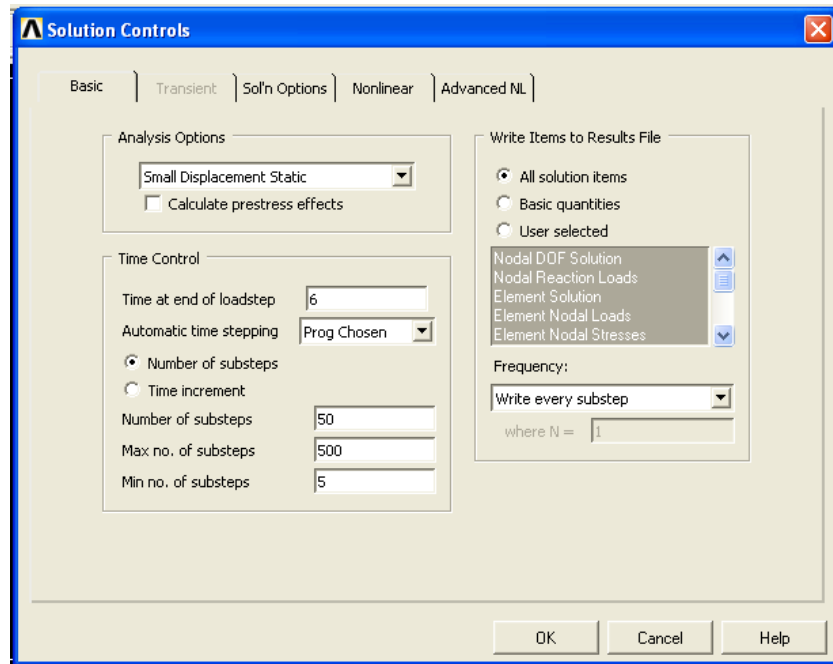 Solution Controls
Basic
Transient
Sol'n Options
Nonlinear
Advanced NL
Analysis Options
Small Displacement Static
Calculate prestress effects
Time Control
Time at end of loadstep 6
Automatic time stepping Prog Chosen
Number of substeps
Time increment
Number of substeps 50
Max no. of substeps 500
Min no. of substeps 5
Write Items to Results File
All solution items
Basic quantities
User selected
Nodal DOF Solution
Nodal Reaction Loads
Element Solution
Element Nodal Loads
Element Nodal Stresses
Frequency:
Write every substep
where N = 1
OK
Cancel
Help